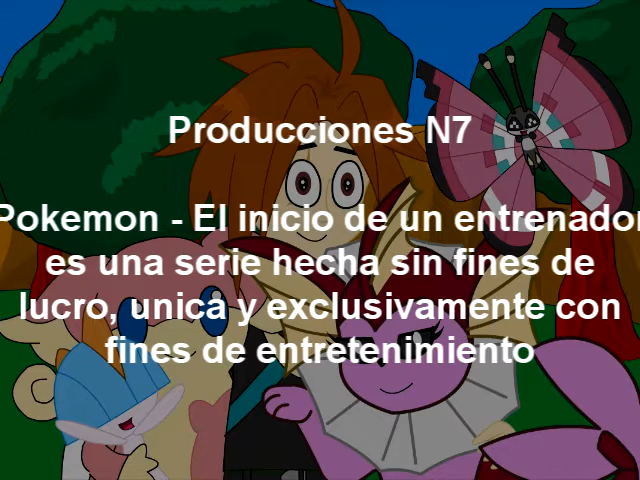 Producciones N7
Pokemon - El inicio de un entrenador
es una serie hecha sin fines de
lucro, unica y exclusivamente con
fines de entretenimiento